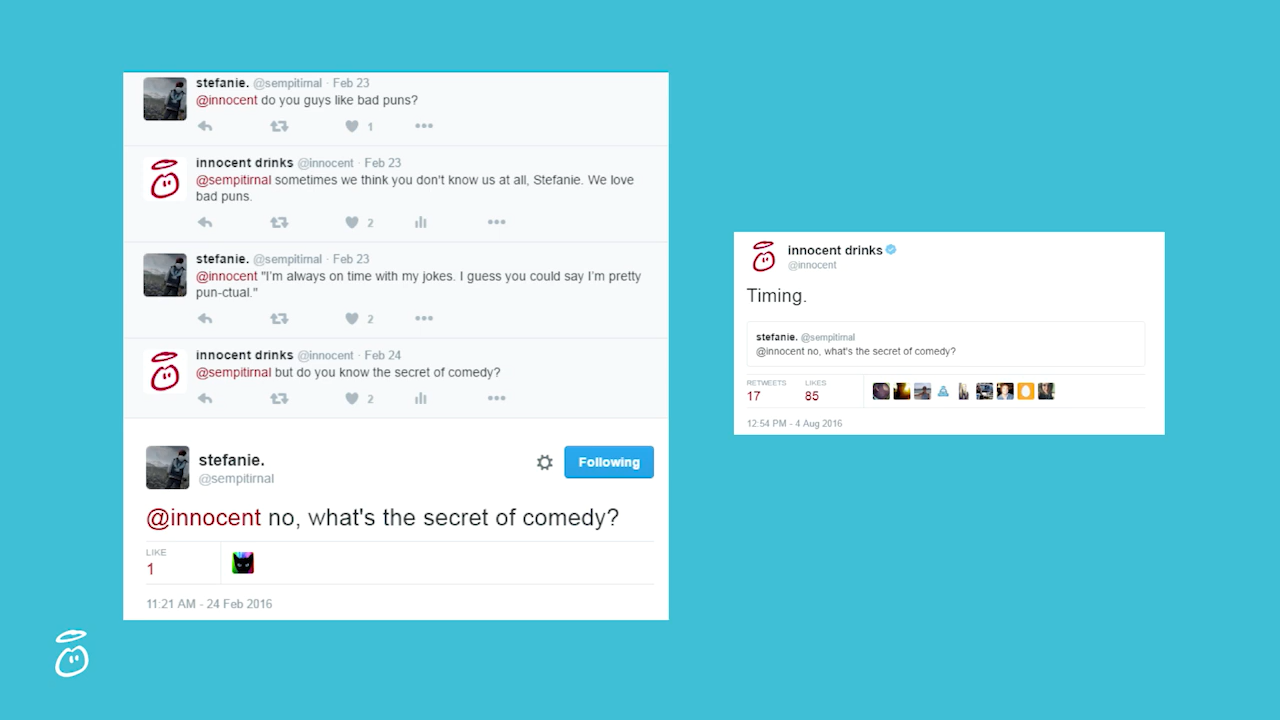 stefanie. @sempitirnal · Feb 23
@innocent do you guys like bad puns?
1
innocent drinks @innocent · Feb 23
@sempitirnal sometimes we think you don't know us at all, Stefanie. We love
bad puns.
2
stefanie. @sempitirnal · Feb 23
@innocent "I'm always on time with my jokes. I guess you could say I'm pretty
pun-ctual."
2
innocent drinks @innocent · Feb 24
@sempitirnal but do you know the secret of comedy?
2
stefanie.
@sempitirnal
Following
@innocent no, what's the secret of comedy?
LIKE
1
11:21 AM - 24 Feb 2016
innocent drinks
@innocent
Timing.
stefanie. @sempitirnal
@innocent no, what's the secret of comedy?
RETWEETS LIKES
17 85
12:54 PM - 4 Aug 2016